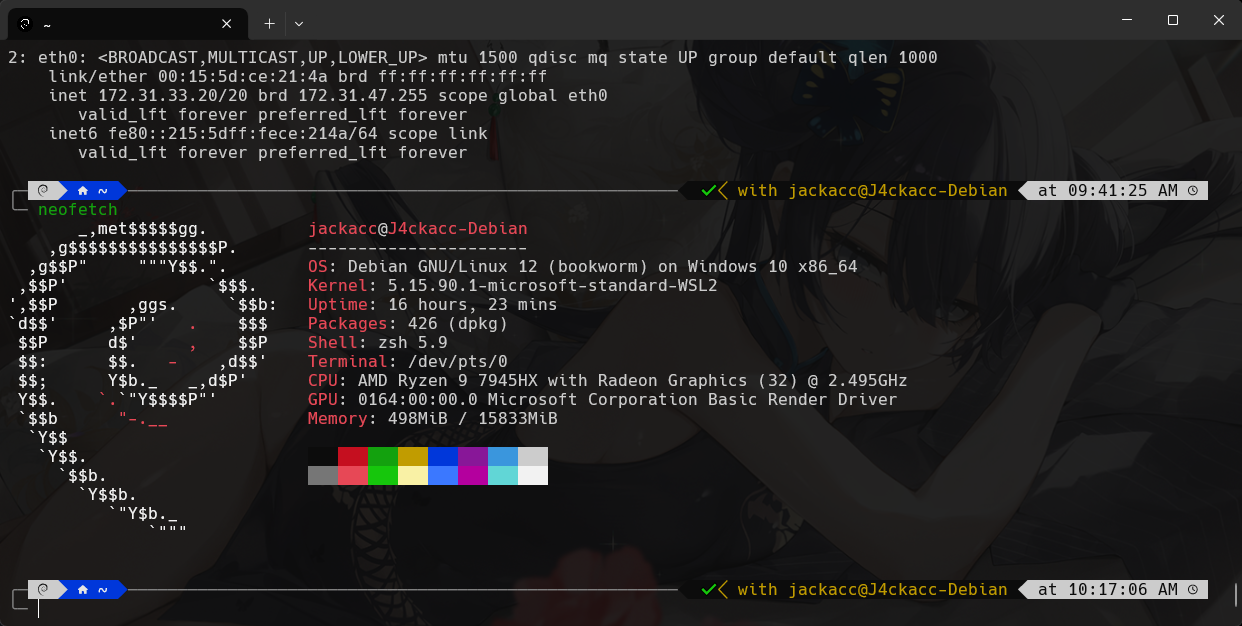 ~
2: eth0: <BROADCAST,MULTICAST,UP,LOWER_UP> mtu 1500 qdisc mq state UP group default qlen 1000
    link/ether 00:15:5d:ce:21:4a brd ff:ff:ff:ff:ff:ff
    inet 172.31.33.20/20 brd 172.31.47.255 scope global eth0
       valid_lft forever preferred_lft forever
    inet6 fe80::215:5dff:fece:214a/64 scope link
       valid_lft forever preferred_lft forever
~ with jackacc@J4ckacc-Debian at 09:41:25 AM
neofetch
       _,met$$$$$gg.          jackacc@J4ckacc-Debian
    ,g$$$$$$$$$$$$$$$P.       ----------------------
  ,g$$P"     """Y$$.".        OS: Debian GNU/Linux 12 (bookworm) on Windows 10 x86_64
 ,$$P'              `$$$.     Kernel: 5.15.90.1-microsoft-standard-WSL2
',$$P       ,ggs.     `$$b:   Uptime: 16 hours, 23 mins
`d$$'     ,$P"'   .    $$$    Packages: 426 (dpkg)
 $$P      d$'     ,    $$P    Shell: zsh 5.9
 $$:      $$.   -    ,d$$'    Terminal: /dev/pts/0
 $$;      Y$b._   _,d$P'      CPU: AMD Ryzen 9 7945HX with Radeon Graphics (32) @ 2.495GHz
 Y$$.    `.`"Y$$$$P"'         GPU: 0164:00:00.0 Microsoft Corporation Basic Render Driver
 `$$b      "-.__              Memory: 498MiB / 15833MiB
  `Y$$
   `Y$$.
     `$$b.
       `Y$$b.
          `"Y$b._
              `"""
~ with jackacc@J4ckacc-Debian at 10:17:06 AM